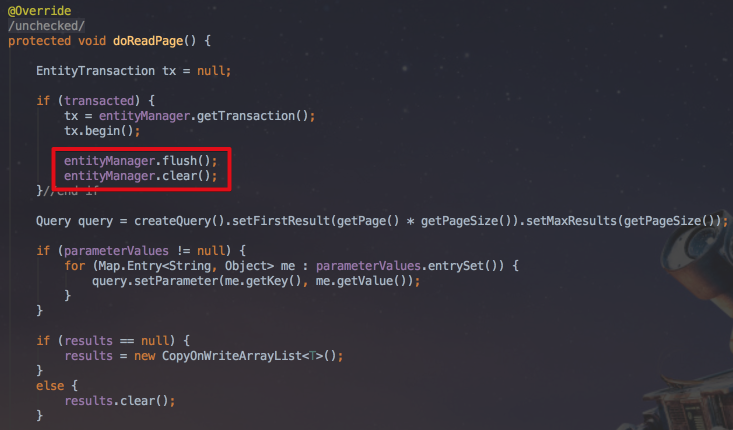 @Override
/unchecked/
protected void doReadPage() {
EntityTransaction tx = null;
if (transacted) {
tx = entityManager.getTransaction();
tx.begin();
entityManager.flush();
entityManager.clear();
}//end if
Query query = createQuery().setFirstResult(getPage() * getPageSize()).setMaxResults(getPageSize());
if (parameterValues != null) {
for (Map.Entry<String, Object> me : parameterValues.entrySet()) {
query.setParameter(me.getKey(), me.getValue());
}
}
if (results == null) {
results = new CopyOnWriteArrayList<T>();
}
else {
results.clear();
}